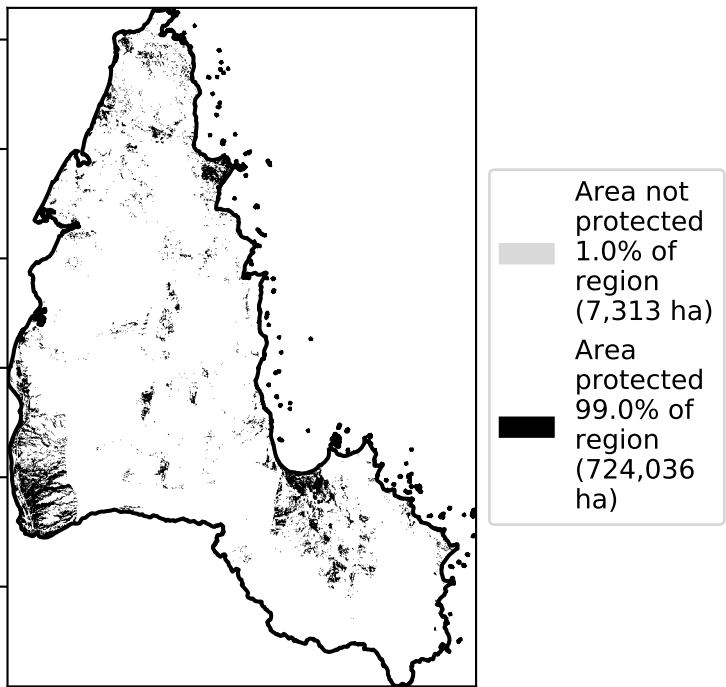 Area not
protected
1.0% of
region
(7,313 ha)
Area
protected
99.0% of
region
(724,036
ha)